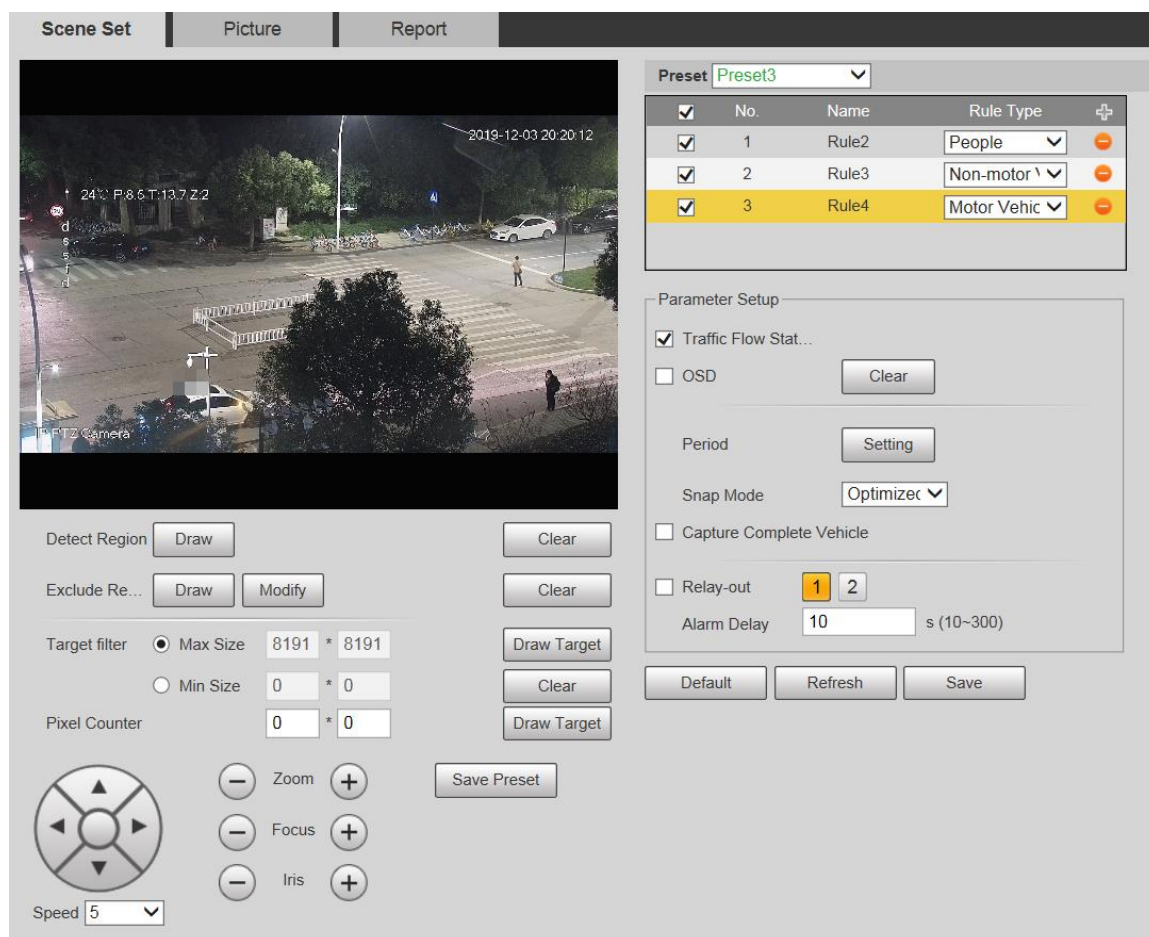 Scene Set Picture Report
Preset Preset3
No. Name Rule Type
1 Rule2 People
2 Rule3 Non-motor V
3 Rule4 Motor Vehic
2019-12-03 20:20:12
24℃ P:8.5 T:13.7 Z:2
d
s
s
f
d
PTZ Camera
Parameter Setup
Traffic Flow Stat...
OSD Clear
Period Setting
Snap Mode Optimized
Capture Complete Vehicle
Relay-out 1 2
Alarm Delay 10 s (10~300)
Default Refresh Save
Detect Region Draw Clear
Exclude Re... Draw Modify Clear
Target filter Max Size 8191 * 8191 Draw Target
Min Size 0 * 0 Clear
Pixel Counter 0 * 0 Draw Target
Zoom Save Preset
Focus
Iris
Speed 5